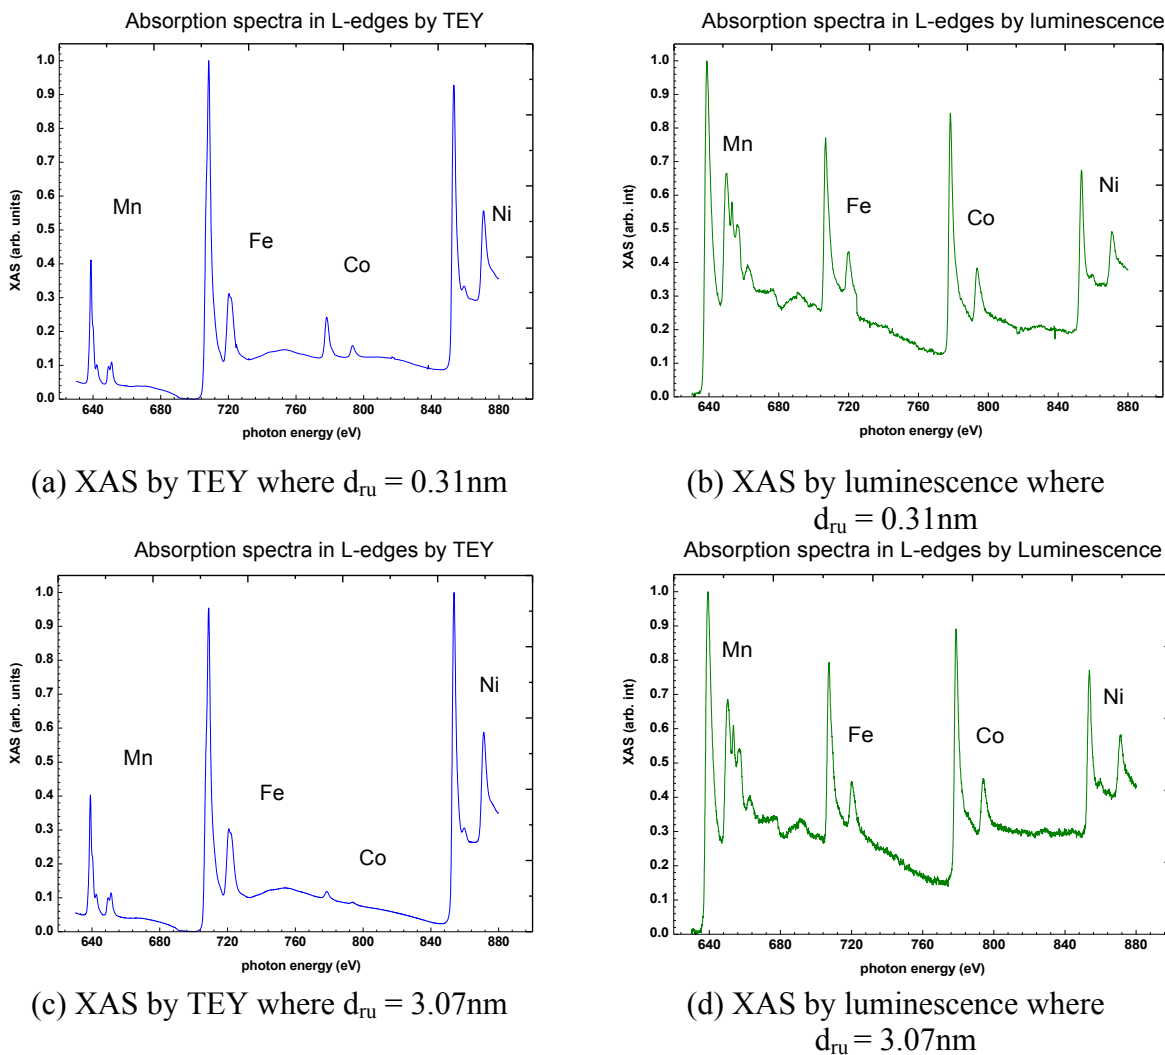 Absorption spectra in L-edges by TEY
XAS (arb. units)
1.0
0.9
0.8
0.7
0.6
0.5
0.4
0.3
0.2
0.1
0.0
Mn
Fe
Co
Ni
640 680 720 760 800 840 880
photon energy (eV)
(a) XAS by TEY where dru = 0.31nm
Absorption spectra in L-edges by luminescence
XAS (arb. int)
1.0
0.9
0.8
0.7
0.6
0.5
0.4
0.3
0.2
0.1
0.0
Mn
Fe
Co
Ni
640 720 800 880
photon energy (eV)
(b) XAS by luminescence where
dru = 0.31nm
Absorption spectra in L-edges by TEY
XAS (arb. units)
1.0
0.9
0.8
0.7
0.6
0.5
0.4
0.3
0.2
0.1
0.0
Mn
Fe
Co
Ni
640 680 720 760 800 840 880
photon energy (eV)
(c) XAS by TEY where dru = 3.07nm
Absorption spectra in L-edges by Luminescence
XAS (arb. int)
1.0
0.9
0.8
0.7
0.6
0.5
0.4
0.3
0.2
0.1
0.0
Mn
Fe
Co
Ni
640 720 800 880
photon energy (eV)
(d) XAS by luminescence where
dru = 3.07nm